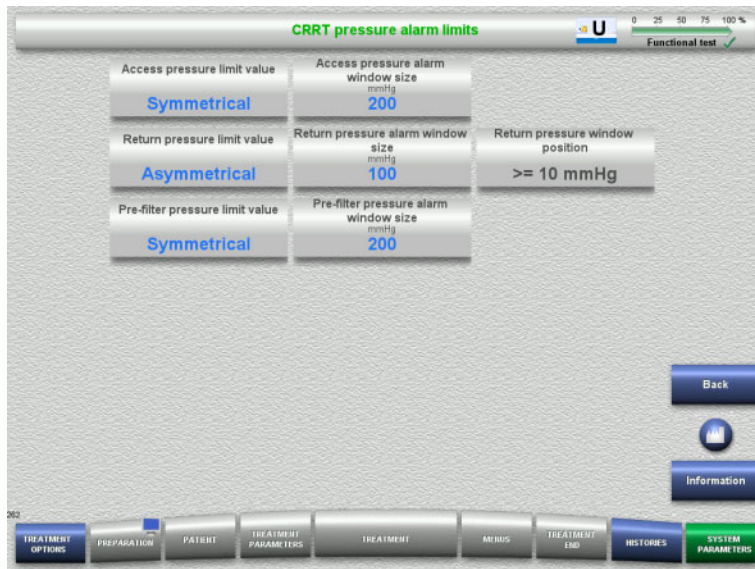 CRRT pressure alarm limits
U
0 25 50 75 100 %
Functional test
Access pressure limit value
Symmetrical
Access pressure alarm
window size
mmHg
200
Return pressure limit value
Asymmetrical
Return pressure alarm window
size
mmHg
100
Return pressure window
position
>= 10 mmHg
Pre-filter pressure limit value
Symmetrical
Pre-filter pressure alarm
window size
mmHg
200
Back
Information
262
TREATMENT
OPTIONS
PREPARATION
PATIENT
TREATMENT
PARAMETERS
TREATMENT
MENUS
TREATMENT
END
HISTORIES
SYSTEM
PARAMETERS